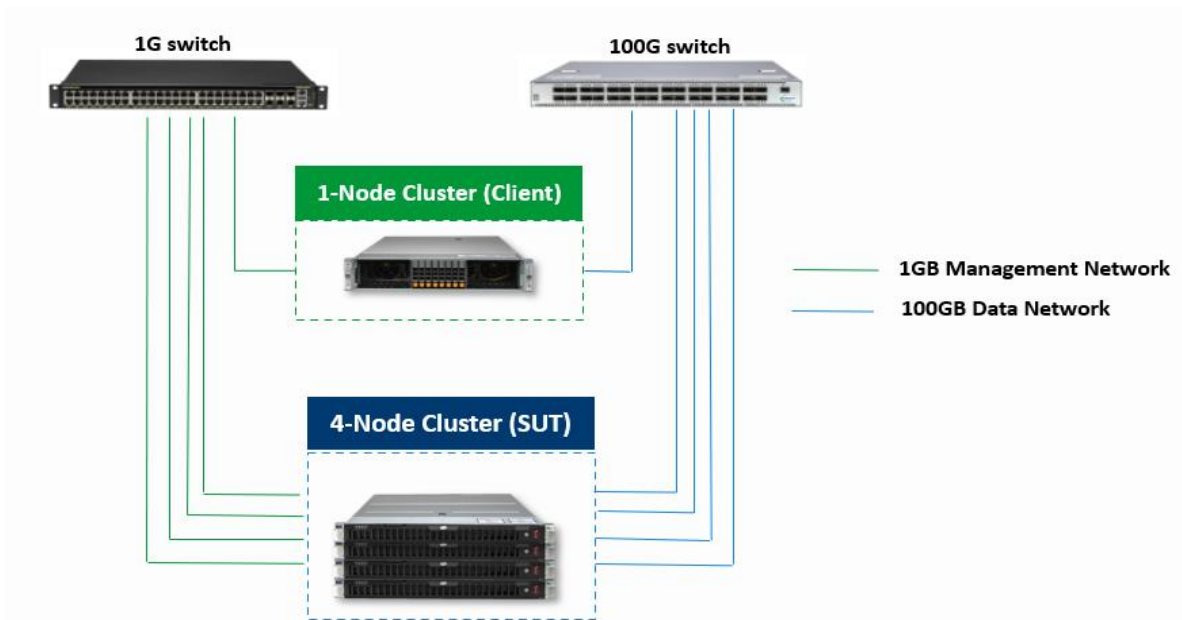 1G switch
100G switch
1-Node Cluster (Client)
1GB Management Network
100GB Data Network
4-Node Cluster (SUT)